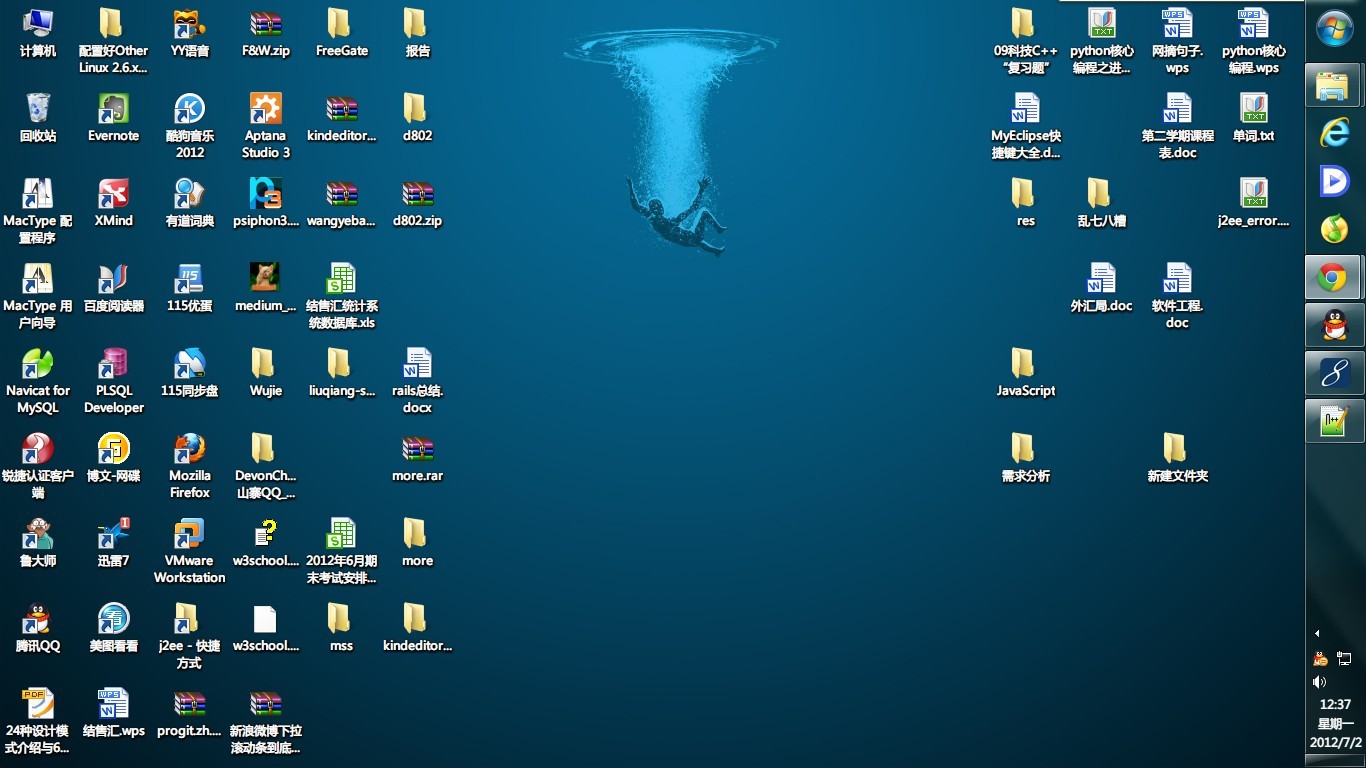 计算机
配置好Other
Linux 2.6.x...
YY语音
F&W.zip
FreeGate
报告
09科技C++
“复习题”
python核心
编程之进...
网摘句子.
wps
python核心
编程.wps
回收站
Evernote
酷狗音乐
2012
Aptana
Studio 3
kindeditor...
d802
MyEclipse快
捷键大全.d...
第二学期课程
表.doc
单词.txt
MacType 配
置程序
XMind
有道词典
psiphon3....
wangyeba...
d802.zip
res
乱七八糟
j2ee_error....
MacType 用
户向导
百度阅读器
115优蛋
medium_...
结售汇统计系
统数据库.xls
外汇局.doc
软件工程.
doc
Navicat for
MySQL
PLSQL
Developer
115同步盘
Wujie
liuqiang-s...
rails总结.
docx
JavaScript
锐捷认证客户
端
博文-网碟
Mozilla
Firefox
DevonCh...
山寨QQ_...
more.rar
需求分析
新建文件夹
鲁大师
迅雷7
VMware
Workstation
w3school....
2012年6月期
末考试安排...
more
腾讯QQ
美图看看
j2ee - 快捷
方式
w3school....
mss
kindeditor...
24种设计模
式介绍与6...
结售汇.wps
progit.zh....
新浪微博下拉
滚动条到底...
12:37
星期一
2012/7/2